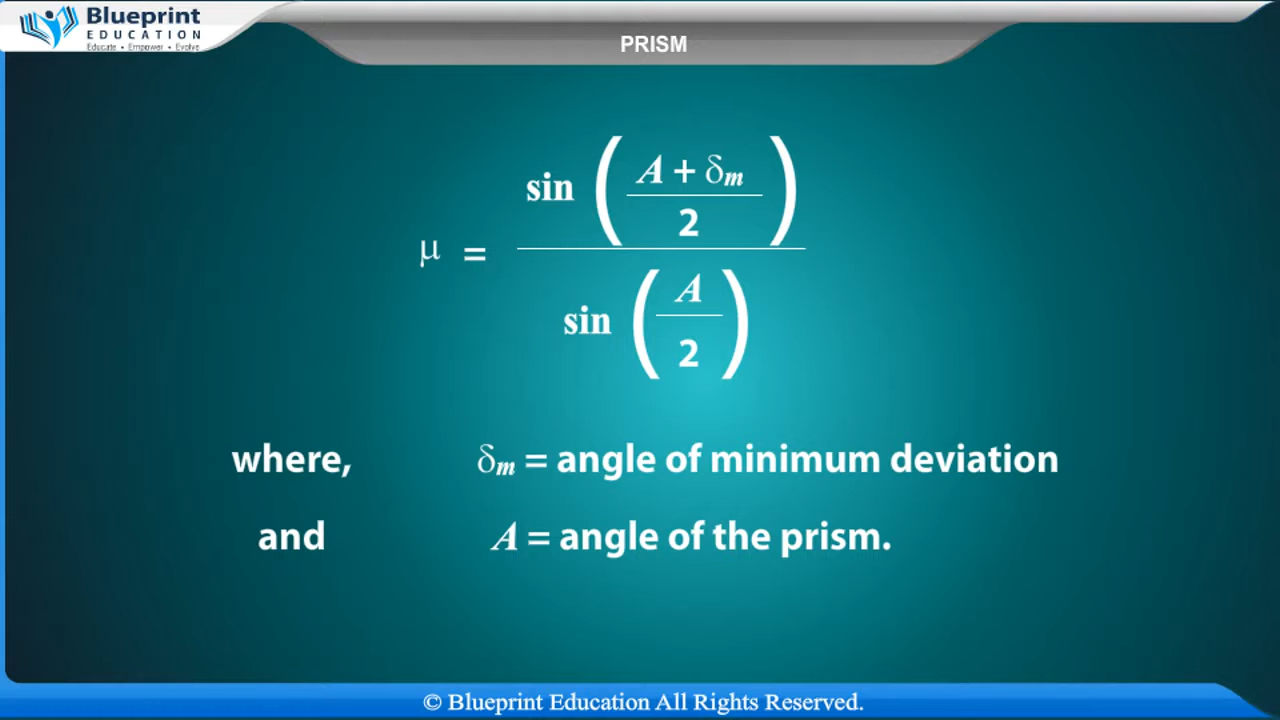 Blueprint
EDUCATION
Educate • Empower • Evolve
PRISM
μ = sin ( A + δm / 2 ) / sin ( A / 2 )
where, δm = angle of minimum deviation
and A = angle of the prism.
© Blueprint Education All Rights Reserved.